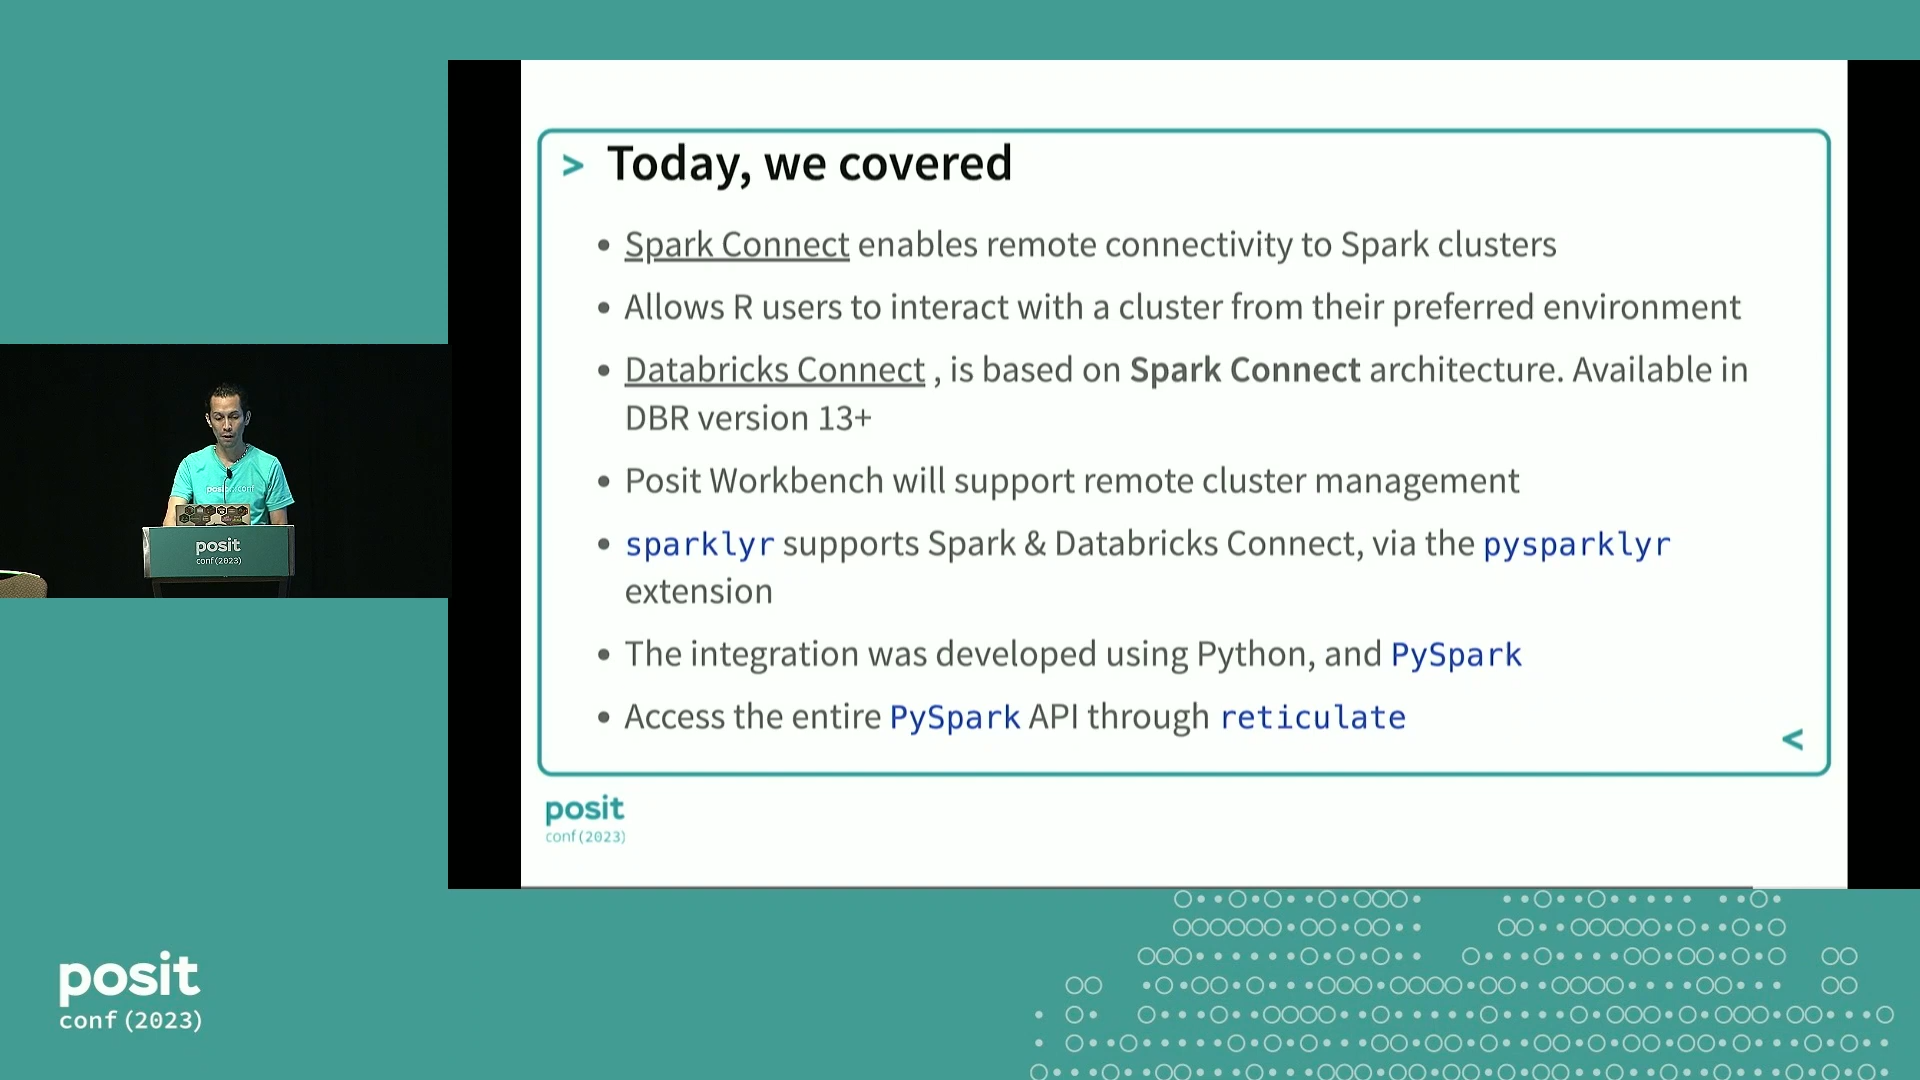 > Today, we covered
• Spark Connect enables remote connectivity to Spark clusters
• Allows R users to interact with a cluster from their preferred environment
• Databricks Connect , is based on Spark Connect architecture. Available in
DBR version 13+
• Posit Workbench will support remote cluster management
• sparklyr supports Spark & Databricks Connect, via the pysparklyr
extension
• The integration was developed using Python, and PySpark
• Access the entire PySpark API through reticulate
<
posit
conf(2023)
posit
conf(2023)
posit
conf(2023)